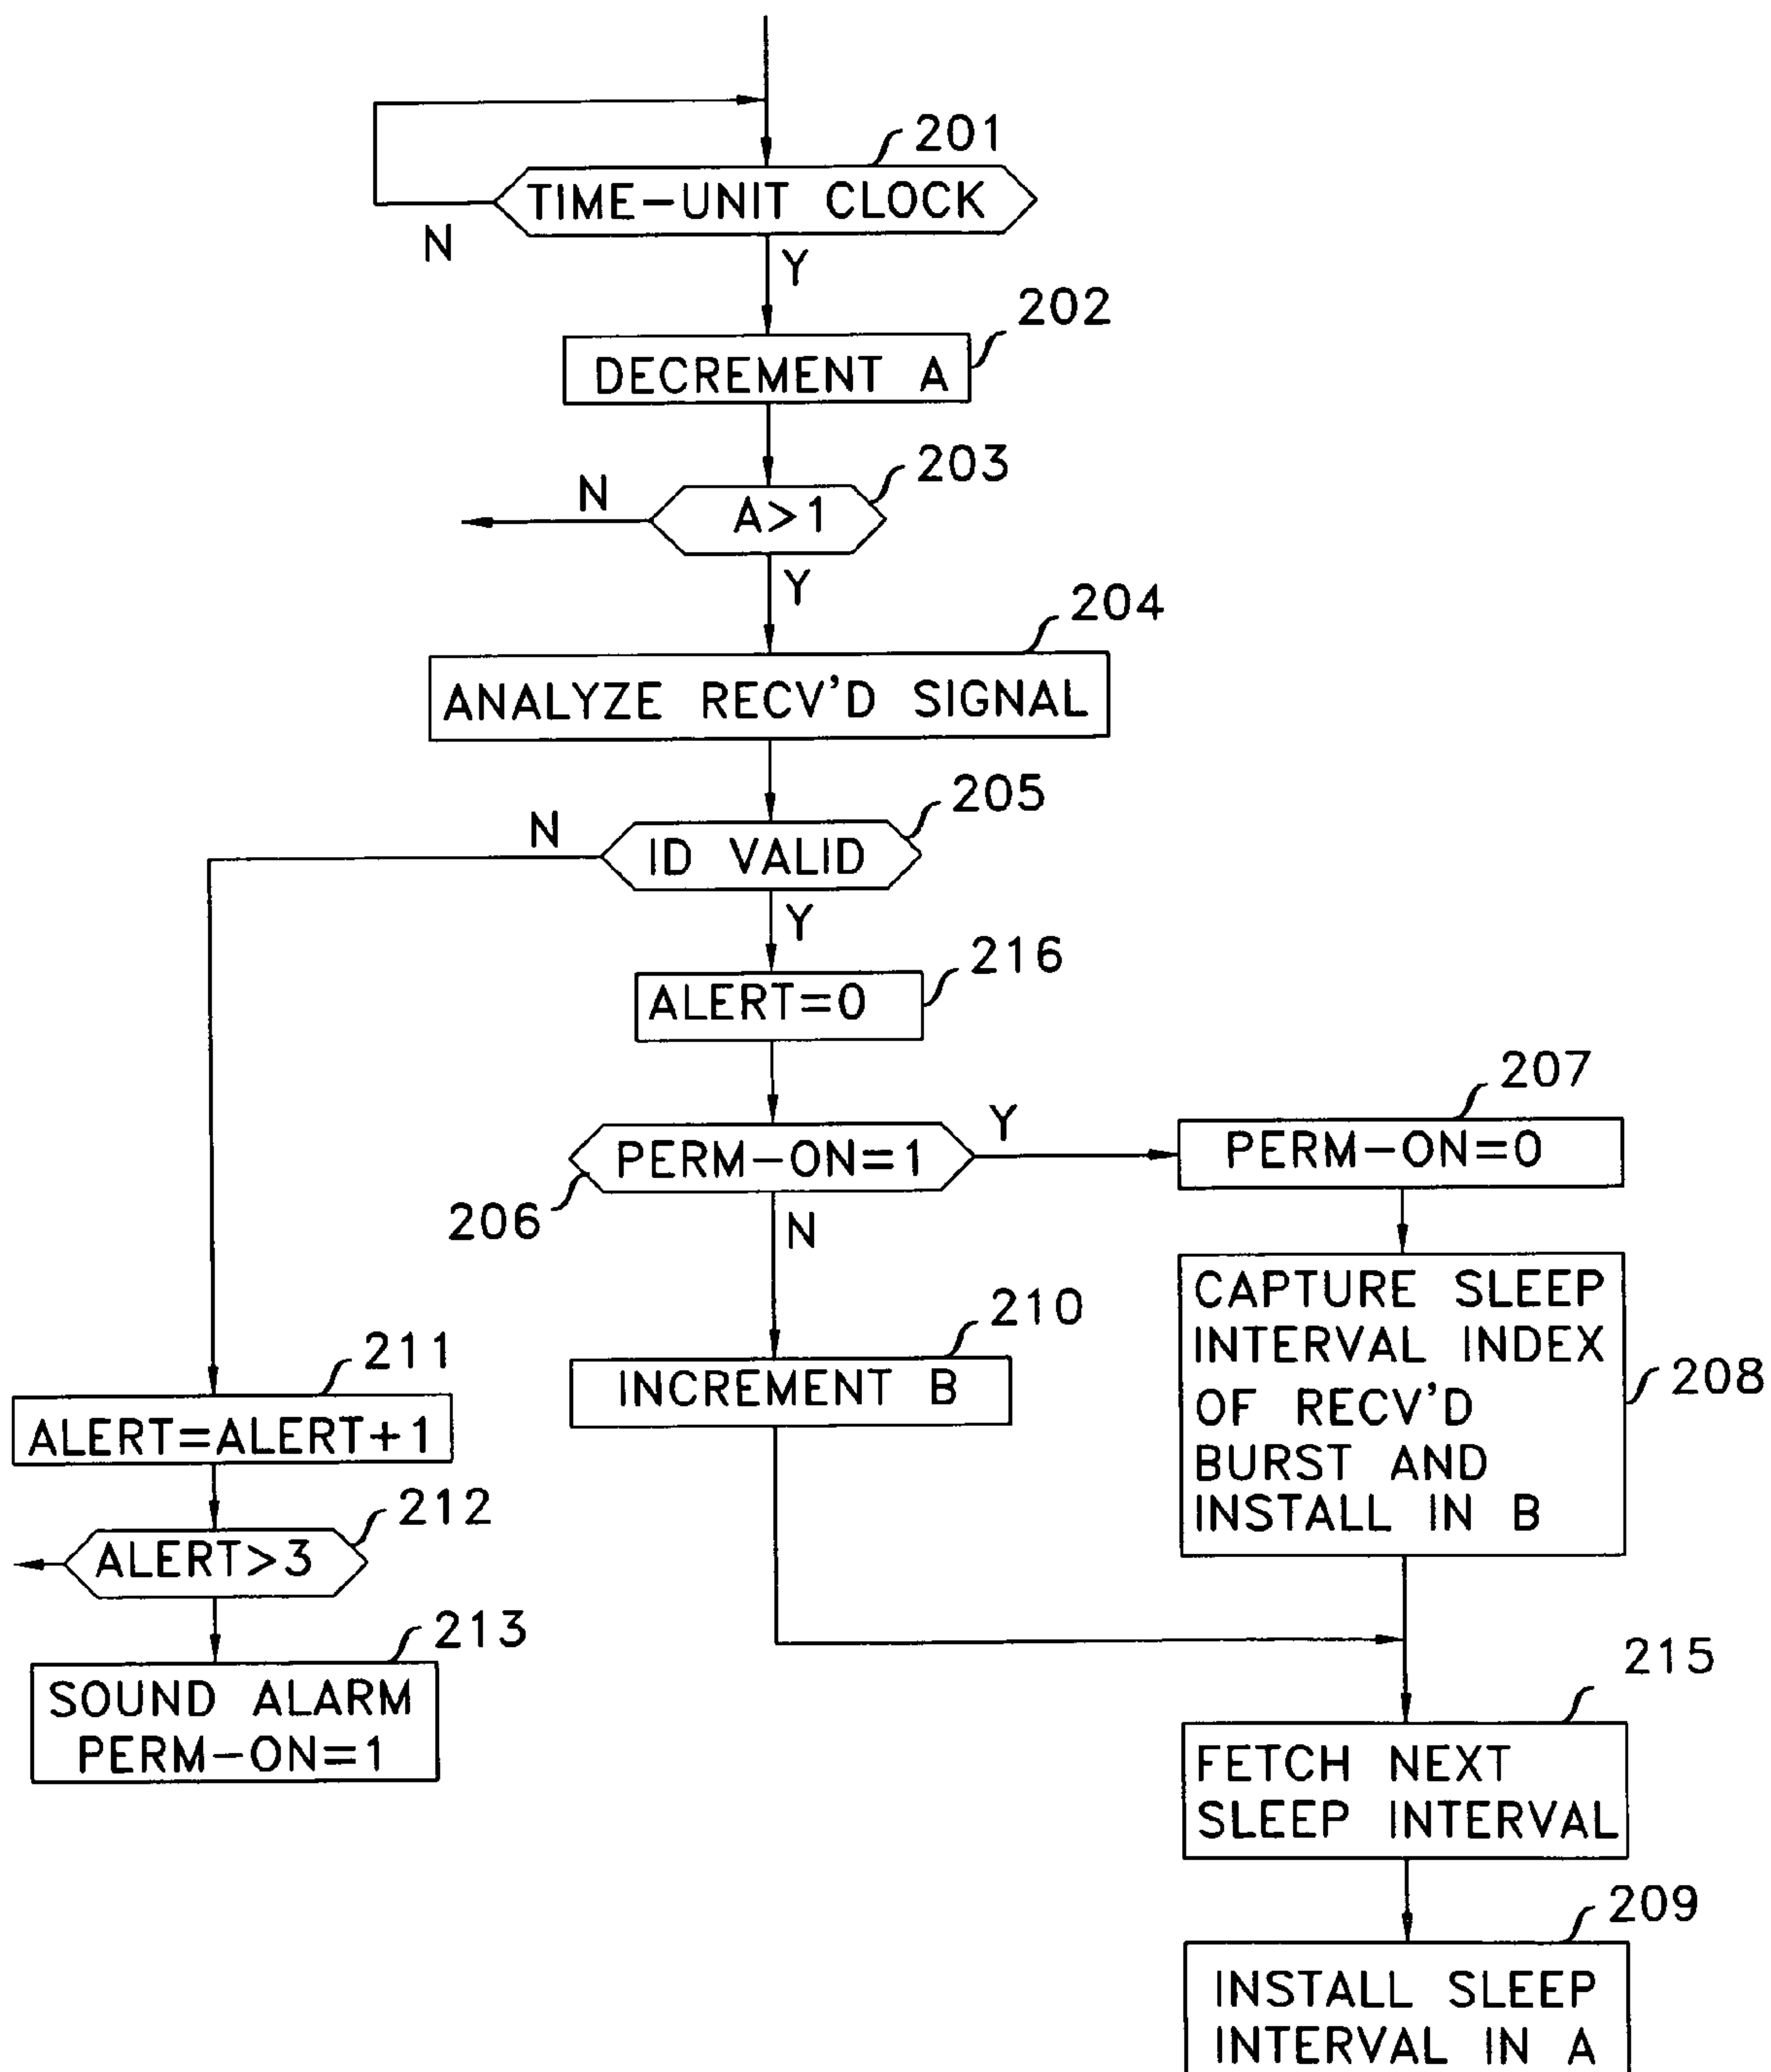 201
TIME-UNIT CLOCK
N
Y
202
DECREMENT A
203
N
A>1
Y
204
ANALYZE RECV'D SIGNAL
205
N
ID VALID
Y
216
ALERT=0
207
Y
PERM-ON=1
PERM-ON=0
206
N
210
INCREMENT B
CAPTURE SLEEP
INTERVAL INDEX
OF RECV'D
BURST AND
INSTALL IN B
208
211
ALERT=ALERT+1
212
ALERT>3
213
SOUND ALARM
PERM-ON=1
215
FETCH NEXT
SLEEP INTERVAL
209
INSTALL SLEEP
INTERVAL IN A